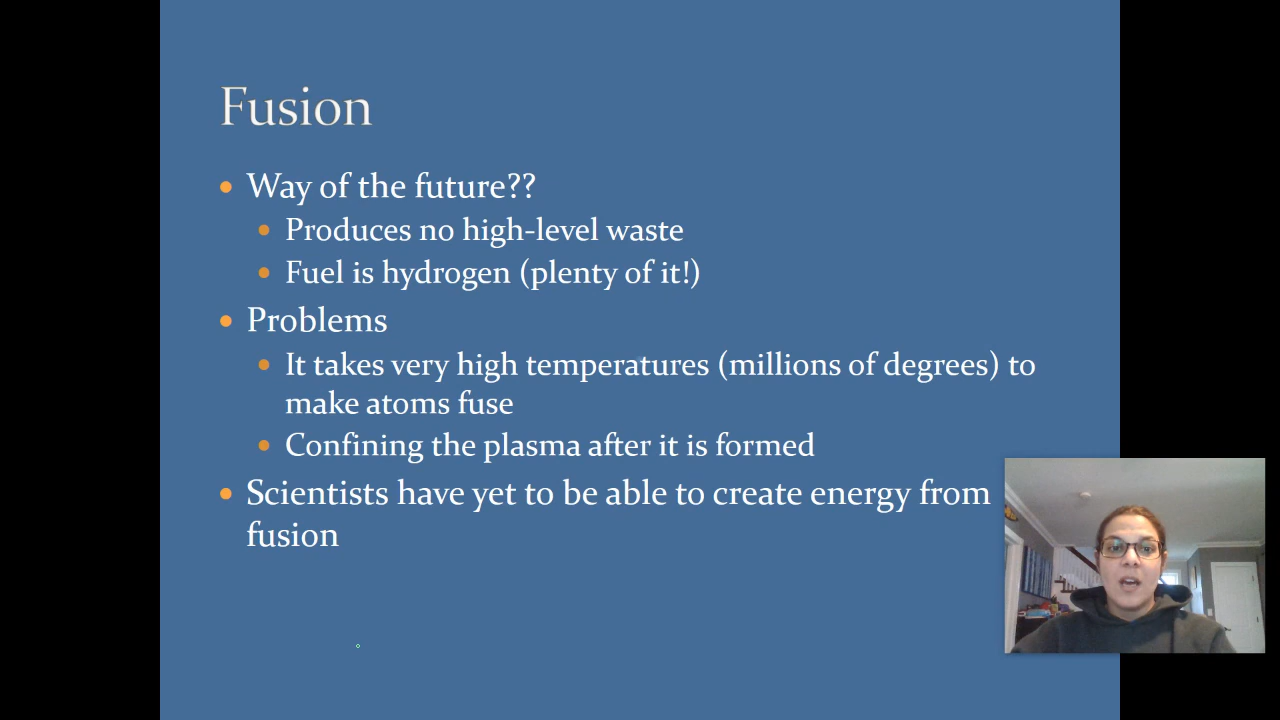 Fusion
Way of the future??
Produces no high-level waste
Fuel is hydrogen (plenty of it!)
Problems
It takes very high temperatures (millions of degrees) to
make atoms fuse
Confining the plasma after it is formed
Scientists have yet to be able to create energy from
fusion